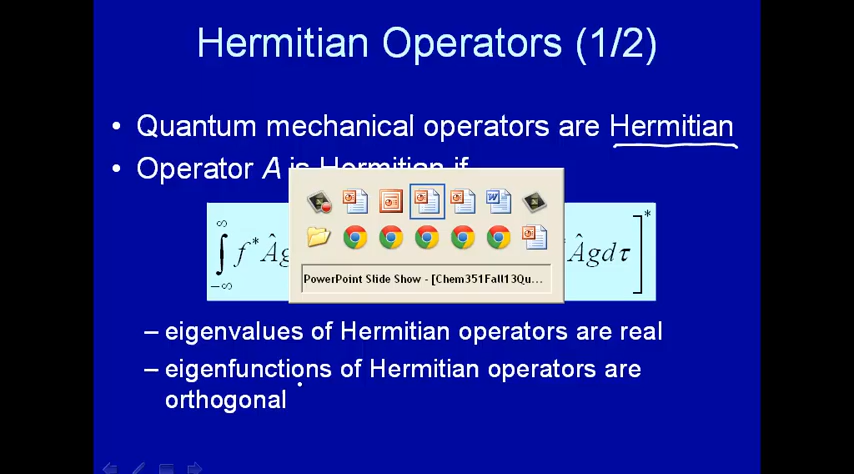 Hermitian Operators (1/2)
• Quantum mechanical operators are Hermitian
• Operator A is Hermitian if
∞
∫ f* Âg
-∞
Âgdτ ]*
PowerPoint Slide Show - [Chem351Fall13Qu...
– eigenvalues of Hermitian operators are real
– eigenfunctions of Hermitian operators are
orthogonal